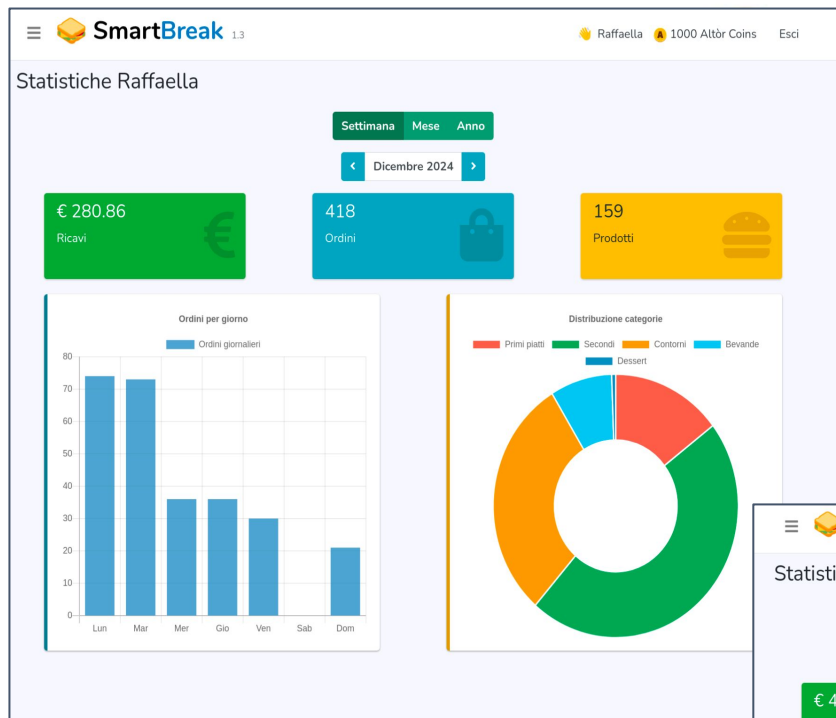 SmartBreak 1.3
Raffaella 1000 Altòr Coins Esci
Statistiche Raffaella
Settimana Mese Anno
Dicembre 2024
€ 280.86
Ricavi
418
Ordini
159
Prodotti
Ordini per giorno
Ordini giornalieri
80
70
60
50
40
30
20
10
0
Lun Mar Mer Gio Ven Sab Dom
Distribuzione categorie
Primi piatti Secondi Contorni Bevande
Dessert
Statisti
€ 4